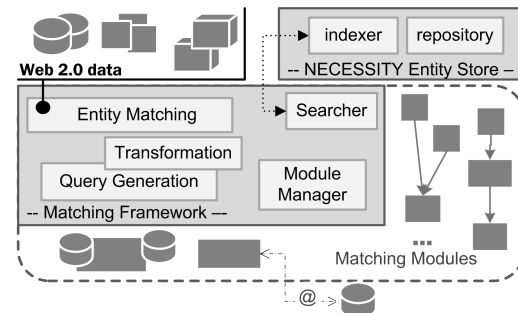 indexer
repository
-- NECESSITY Entity Store --
Web 2.0 data
Entity Matching
Searcher
Transformation
Query Generation
Module
Manager
-- Matching Framework --
...
Matching Modules
@